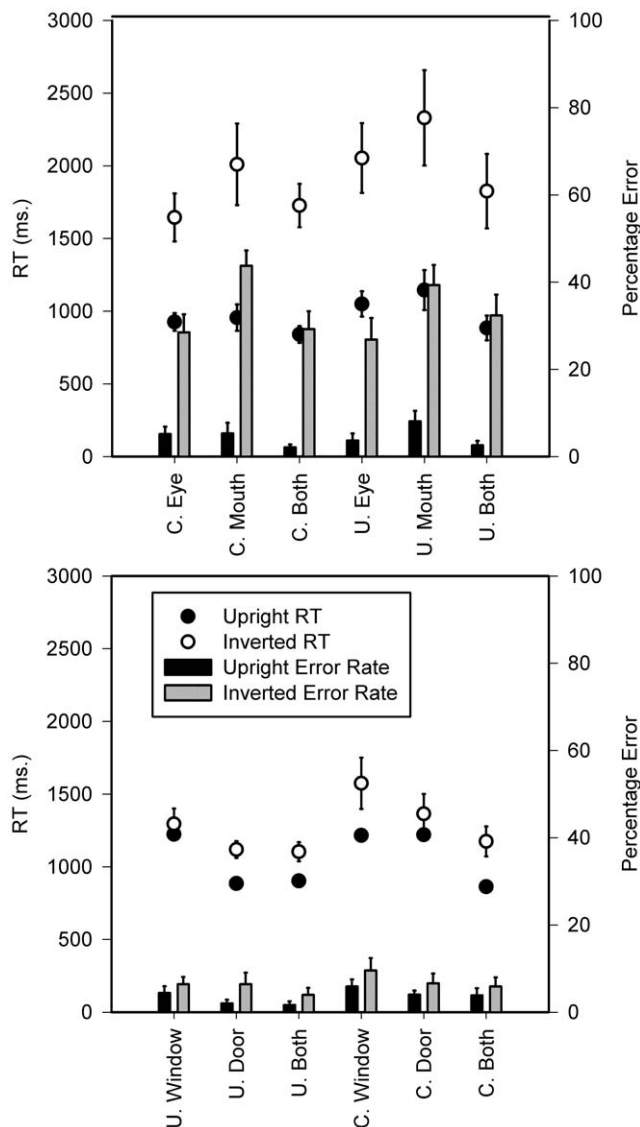 3000
2500
2000
1500
1000
500
0
RT (ms.)
100
80
60
40
20
0
Percentage Error
C. Eye
C. Mouth
C. Both
U. Eye
U. Mouth
U. Both
3000
2500
2000
1500
1000
500
0
RT (ms.)
Upright RT
Inverted RT
Upright Error Rate
Inverted Error Rate
100
80
60
40
20
0
Percentage Error
U. Window
U. Door
U. Both
C. Window
C. Door
C. Both